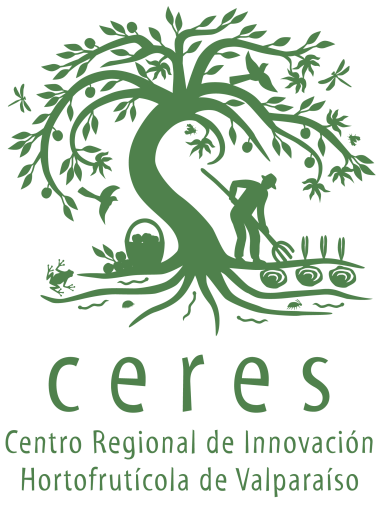 ceres
Centro Regional de Innovación
Hortofrutícola de Valparaíso